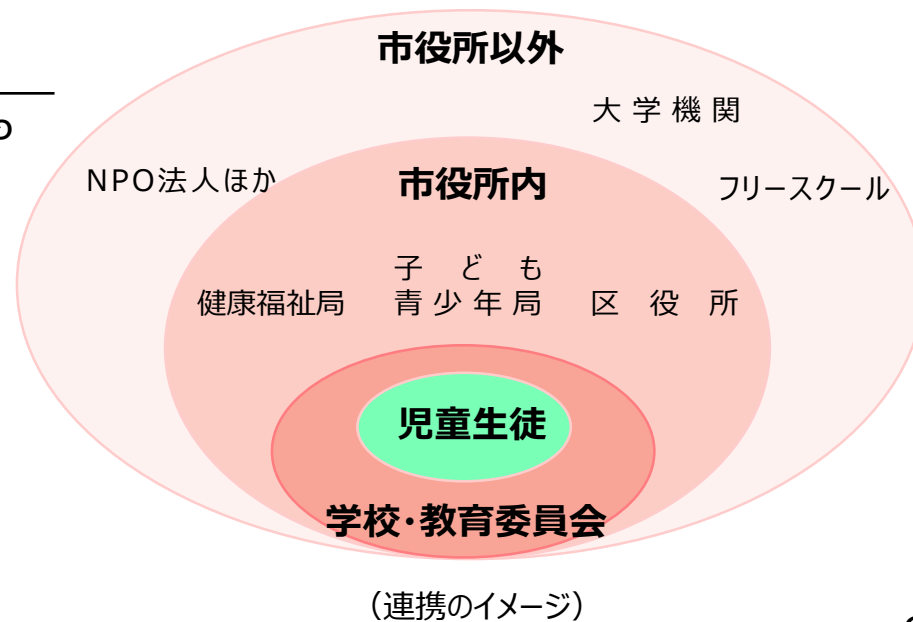 市役所以外
大学機関
NPO法人ほか
市役所内
フリースクール
子ども
健康福祉局 青少年局 区役所
児童生徒
学校・教育委員会
（連携のイメージ）